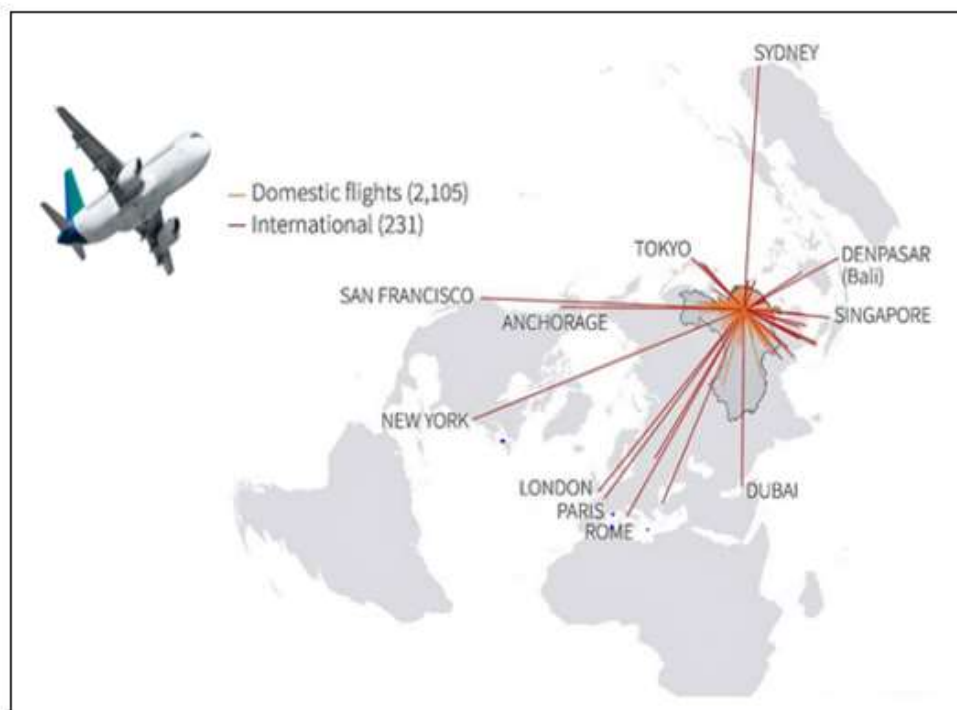 SYDNEY
Domestic flights (2,105)
International (231)
TOKYO
DENPASAR
(Bali)
SAN FRANCISCO
ANCHORAGE
SINGAPORE
NEW YORK
LONDON
PARIS
ROME
DUBAI